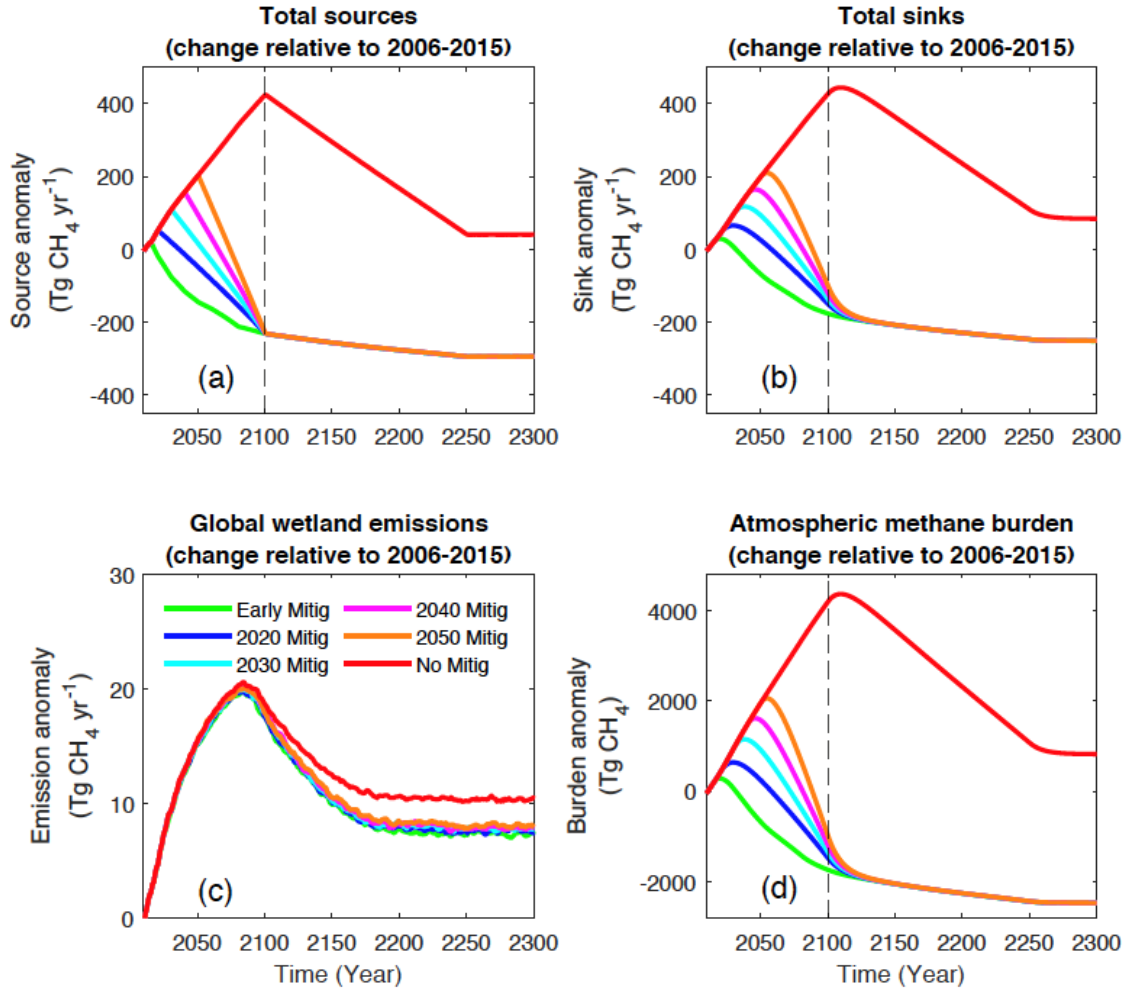 Total sources
(change relative to 2006-2015)
Source anomaly
(Tg CH4 yr-1)
400
200
0
-200
-400
(a)
2050 2100 2150 2200 2250 2300
Total sinks
(change relative to 2006-2015)
Sink anomaly
(Tg CH4 yr-1)
400
200
0
-200
-400
(b)
2050 2100 2150 2200 2250 2300
Global wetland emissions
(change relative to 2006-2015)
Emission anomaly
(Tg CH4 yr-1)
30
20
10
0
Early Mitig 2040 Mitig
2020 Mitig 2050 Mitig
2030 Mitig No Mitig
(c)
2050 2100 2150 2200 2250 2300
Time (Year)
Atmospheric methane burden
(change relative to 2006-2015)
Burden anomaly
(Tg CH4)
4000
2000
0
-2000
(d)
2050 2100 2150 2200 2250 2300
Time (Year)